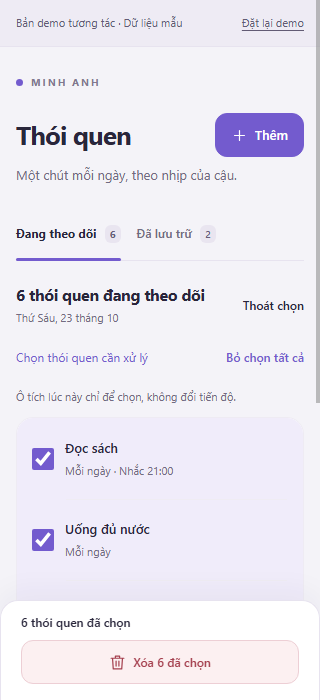 Bản demo tương tác · Dữ liệu mẫu
Đặt lại demo
MINH ANH
Thói quen
Thêm
Một chút mỗi ngày, theo nhịp của cậu.
Đang theo dõi 6
Đã lưu trữ 2
6 thói quen đang theo dõi
Thứ Sáu, 23 tháng 10
Thoát chọn
Chọn thói quen cần xử lý
Bỏ chọn tất cả
Ô tích lúc này chỉ để chọn, không đổi tiến độ.
Đọc sách
Mỗi ngày · Nhắc 21:00
Uống đủ nước
Mỗi ngày
6 thói quen đã chọn
Xóa 6 đã chọn